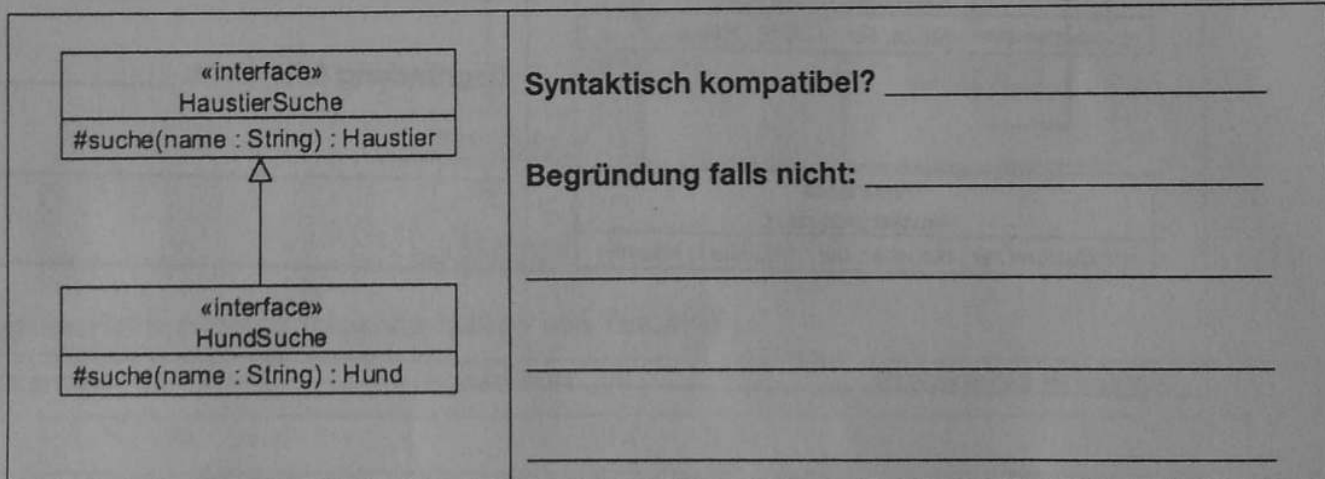 «interface»
HaustierSuche
#suche(name : String) : Haustier
«interface»
HundSuche
#suche(name : String) : Hund
Syntaktisch kompatibel?
Begründung falls nicht: